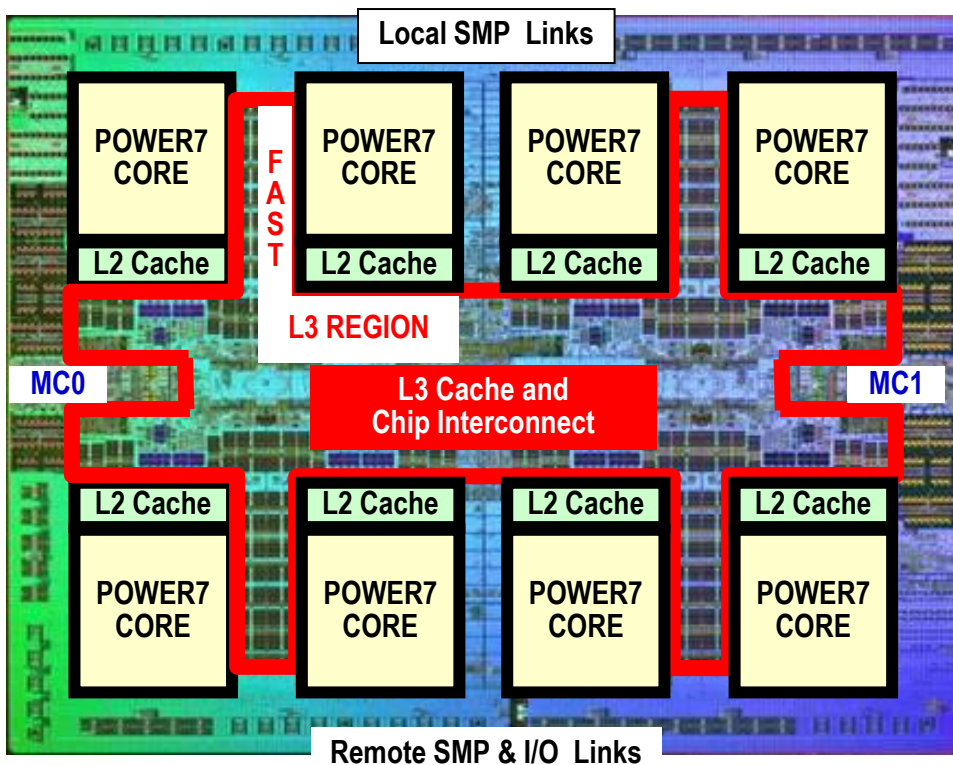 Local SMP Links
POWER7
CORE
POWER7
CORE
POWER7
CORE
POWER7
CORE
F
A
S
T
L2 Cache
L2 Cache
L2 Cache
L2 Cache
L3 REGION
MC0
L3 Cache and
Chip Interconnect
MC1
L2 Cache
L2 Cache
L2 Cache
L2 Cache
POWER7
CORE
POWER7
CORE
POWER7
CORE
POWER7
CORE
Remote SMP & I/O Links